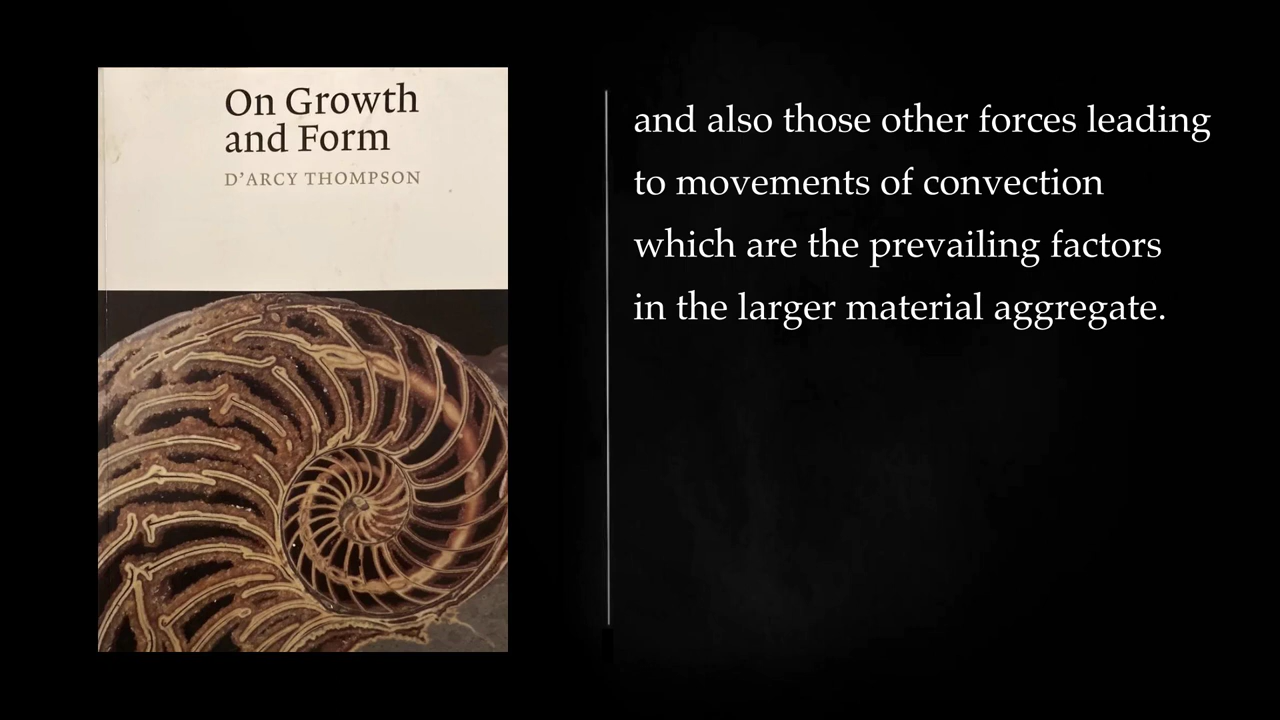 On Growth
and Form
D'ARCY THOMPSON
and also those other forces leading
to movements of convection
which are the prevailing factors
in the larger material aggregate.